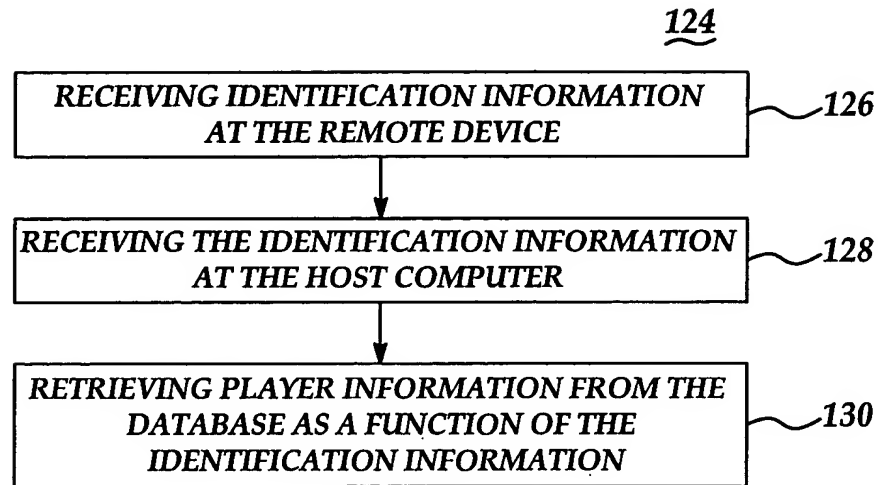 124
RECEIVING IDENTIFICATION INFORMATION
AT THE REMOTE DEVICE
126
RECEIVING THE IDENTIFICATION INFORMATION
AT THE HOST COMPUTER
128
RETRIEVING PLAYER INFORMATION FROM THE
DATABASE AS A FUNCTION OF THE
IDENTIFICATION INFORMATION
130